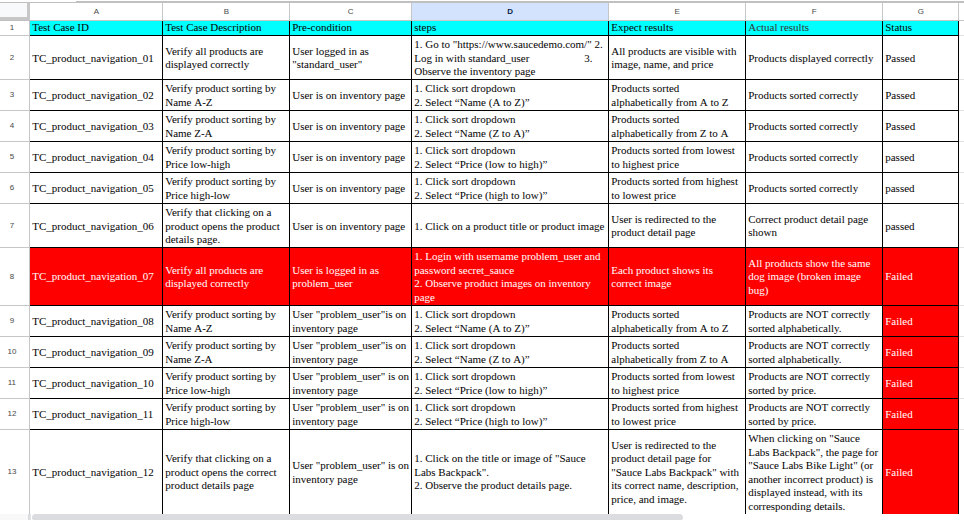 A B C D E F G
1 Test Case ID Test Case Description Pre-condition steps Expect results Actual results Status
2 TC_product_navigation_01
Verify all products are
displayed correctly
User logged in as
"standard_user"
1. Go to "https://www.saucedemo.com/" 2.
Log in with standard_user 3.
Observe the inventory page
All products are visible with
image, name, and price
Products displayed correctly
Passed
3 TC_product_navigation_02
Verify product sorting by
Name A-Z
User is on inventory page
1. Click sort dropdown
2. Select “Name (A to Z)”
Products sorted
alphabetically from A to Z
Products sorted correctly
Passed
4 TC_product_navigation_03
Verify product sorting by
Name Z-A
User is on inventory page
1. Click sort dropdown
2. Select “Name (Z to A)”
Products sorted
alphabetically from Z to A
Products sorted correctly
Passed
5 TC_product_navigation_04
Verify product sorting by
Price low-high
User is on inventory page
1. Click sort dropdown
2. Select “Price (low to high)”
Products sorted from lowest
to highest price
Products sorted correctly
passed
6 TC_product_navigation_05
Verify product sorting by
Price high-low
User is on inventory page
1. Click sort dropdown
2. Select “Price (high to low)”
Products sorted from highest
to lowest price
Products sorted correctly
passed
7 TC_product_navigation_06
Verify that clicking on a
product opens the product
details page.
User is on inventory page
1. Click on a product title or product image
User is redirected to the
product detail page
Correct product detail page
shown
passed
8 TC_product_navigation_07
Verify all products are
displayed correctly
User is logged in as
problem_user
1. Login with username problem_user and
password secret_sauce
2. Observe product images on inventory
page
Each product shows its
correct image
All products show the same
dog image (broken image
bug)
Failed
9 TC_product_navigation_08
Verify product sorting by
Name A-Z
User "problem_user"is on
inventory page
1. Click sort dropdown
2. Select “Name (A to Z)”
Products sorted
alphabetically from A to Z
Products are NOT correctly
sorted alphabetically.
Failed
10 TC_product_navigation_09
Verify product sorting by
Name Z-A
User "problem_user"is on
inventory page
1. Click sort dropdown
2. Select “Name (Z to A)”
Products sorted
alphabetically from Z to A
Products are NOT correctly
sorted alphabetically.
Failed
11 TC_product_navigation_10
Verify product sorting by
Price low-high
User "problem_user" is on
inventory page
1. Click sort dropdown
2. Select “Price (low to high)”
Products sorted from lowest
to highest price
Products are NOT correctly
sorted by price.
Failed
12 TC_product_navigation_11
Verify product sorting by
Price high-low
User "problem_user" is on
inventory page
1. Click sort dropdown
2. Select “Price (high to low)”
Products sorted from highest
to lowest price
Products are NOT correctly
sorted by price.
Failed
13 TC_product_navigation_12
Verify that clicking on a
product opens the correct
product details page
User "problem_user" is on
inventory page
1. Click on the title or image of "Sauce
Labs Backpack".
2. Observe the product details page.
User is redirected to the
product detail page for
"Sauce Labs Backpack" with
its correct name, description,
price, and image.
When clicking on "Sauce
Labs Backpack", the page for
"Sauce Labs Bike Light" (or
another incorrect product) is
displayed instead, with its
corresponding details.
Failed